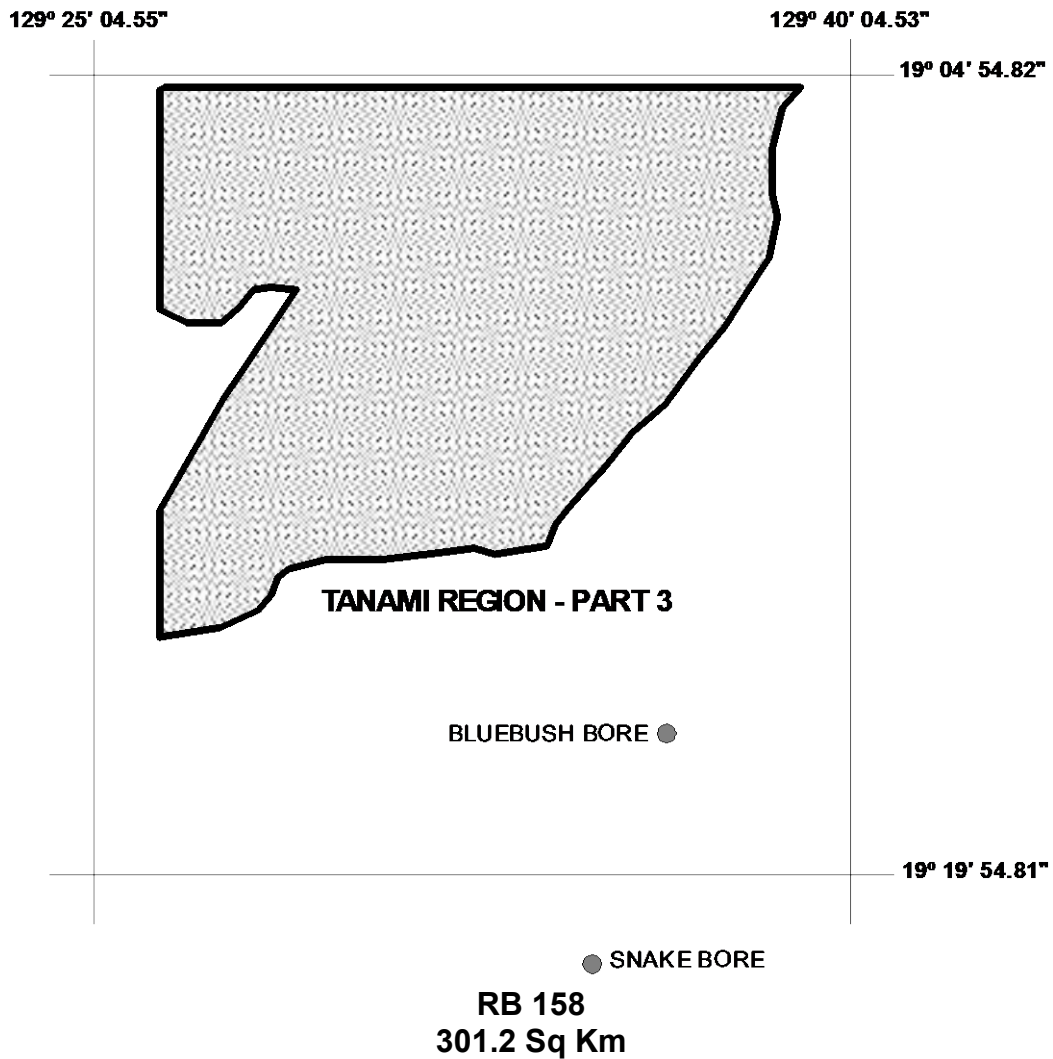 129º 25' 04.55"
129º 40' 04.53"
19º 04' 54.82"
TANAMI REGION - PART 3
BLUEBUSH BORE
19º 19' 54.81"
SNAKE BORE
RB 158
301.2 Sq Km